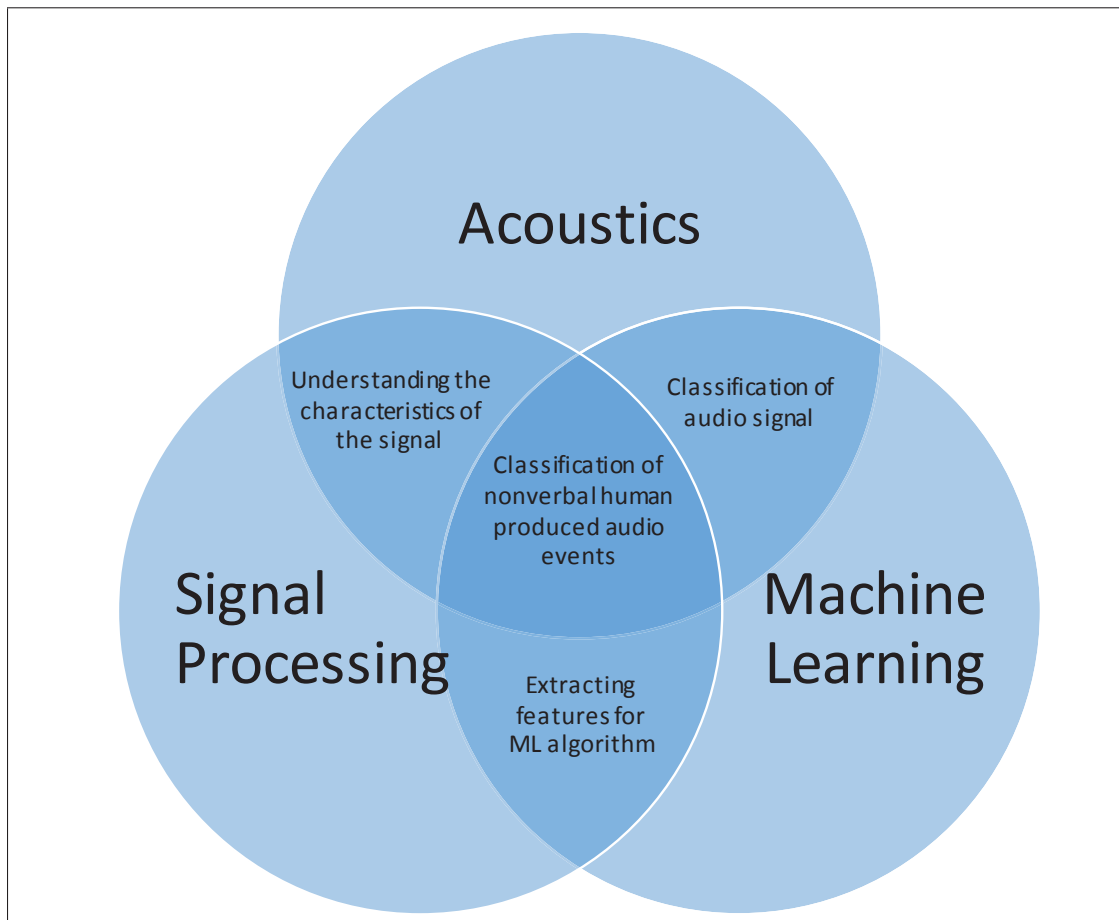 Acoustics
Understanding the
characteristics of
the signal
Classification of
audio signal
Classification of
nonverbal human
produced audio
events
Signal
Processing
Machine
Learning
Extracting
features for
ML algorithm